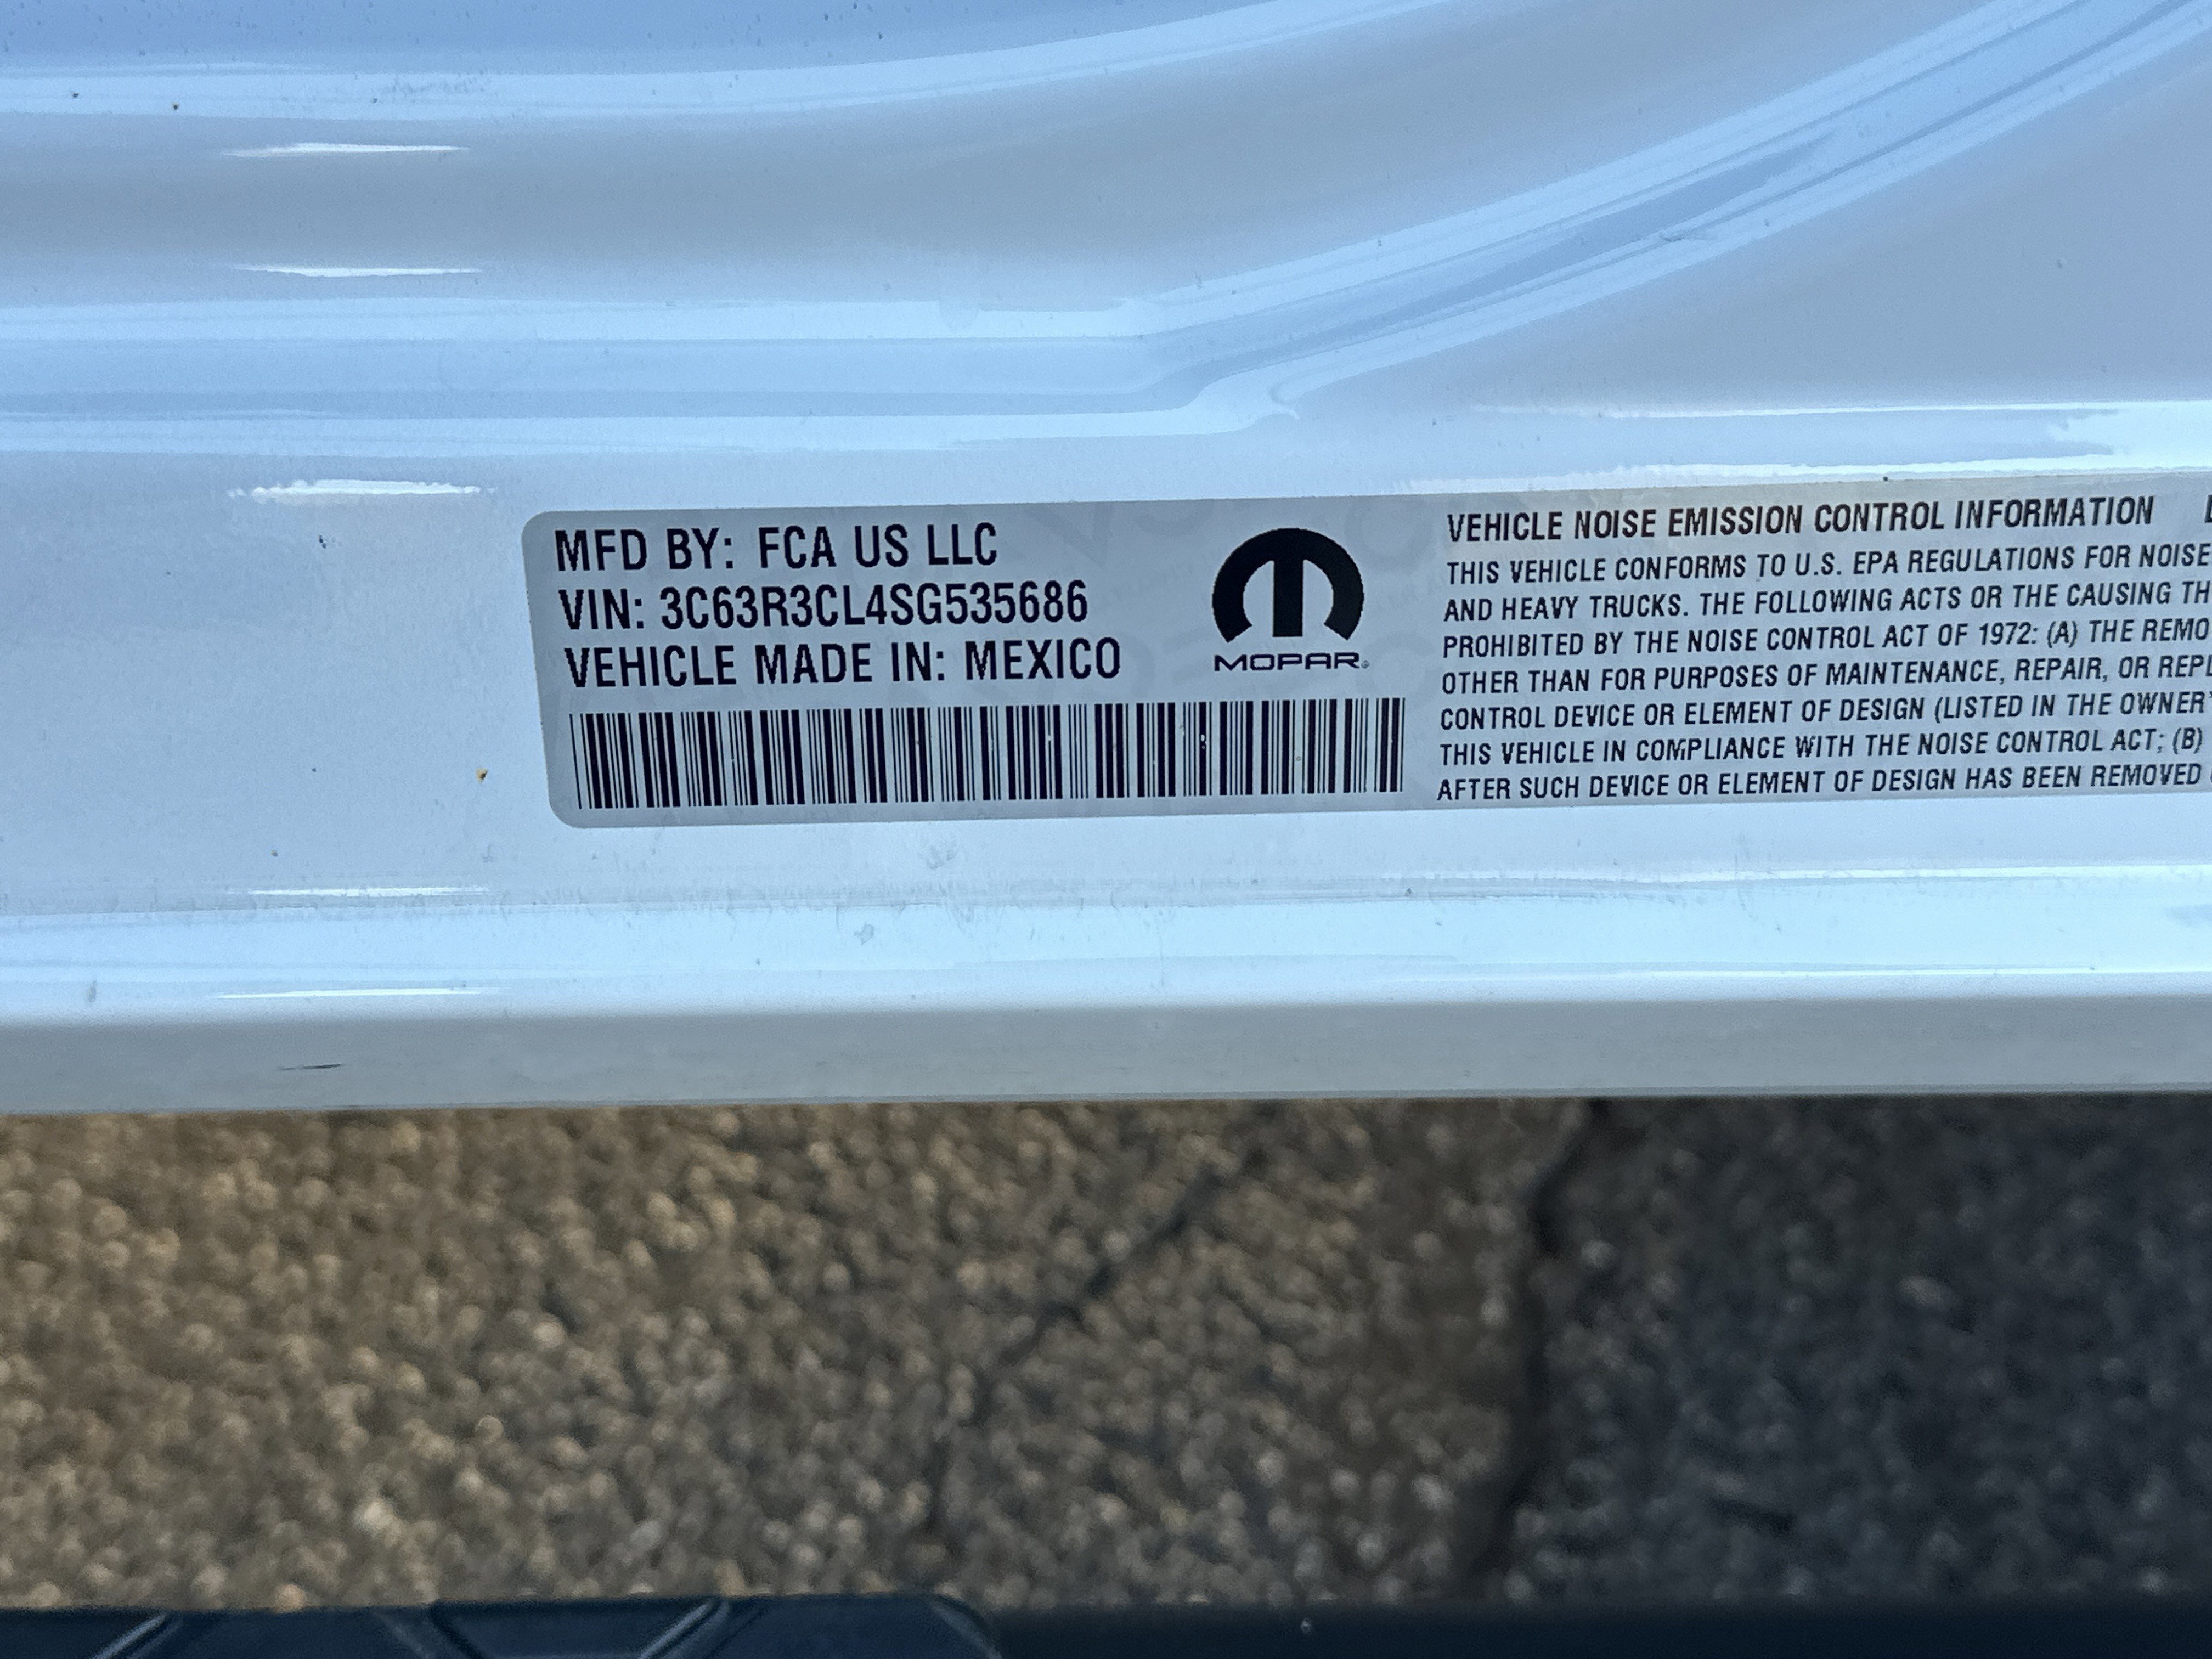 MFD BY: FCA US LLC
VIN: 3C63R3CL4SG535686
VEHICLE MADE IN: MEXICO
MOPAR®
VEHICLE NOISE EMISSION CONTROL INFORMATION
THIS VEHICLE CONFORMS TO U.S. EPA REGULATIONS FOR NOISE
AND HEAVY TRUCKS. THE FOLLOWING ACTS OR THE CAUSING TH
PROHIBITED BY THE NOISE CONTROL ACT OF 1972: (A) THE REMO
OTHER THAN FOR PURPOSES OF MAINTENANCE, REPAIR, OR REPL
CONTROL DEVICE OR ELEMENT OF DESIGN (LISTED IN THE OWNER'
THIS VEHICLE IN COMPLIANCE WITH THE NOISE CONTROL ACT; (B)
AFTER SUCH DEVICE OR ELEMENT OF DESIGN HAS BEEN REMOVED